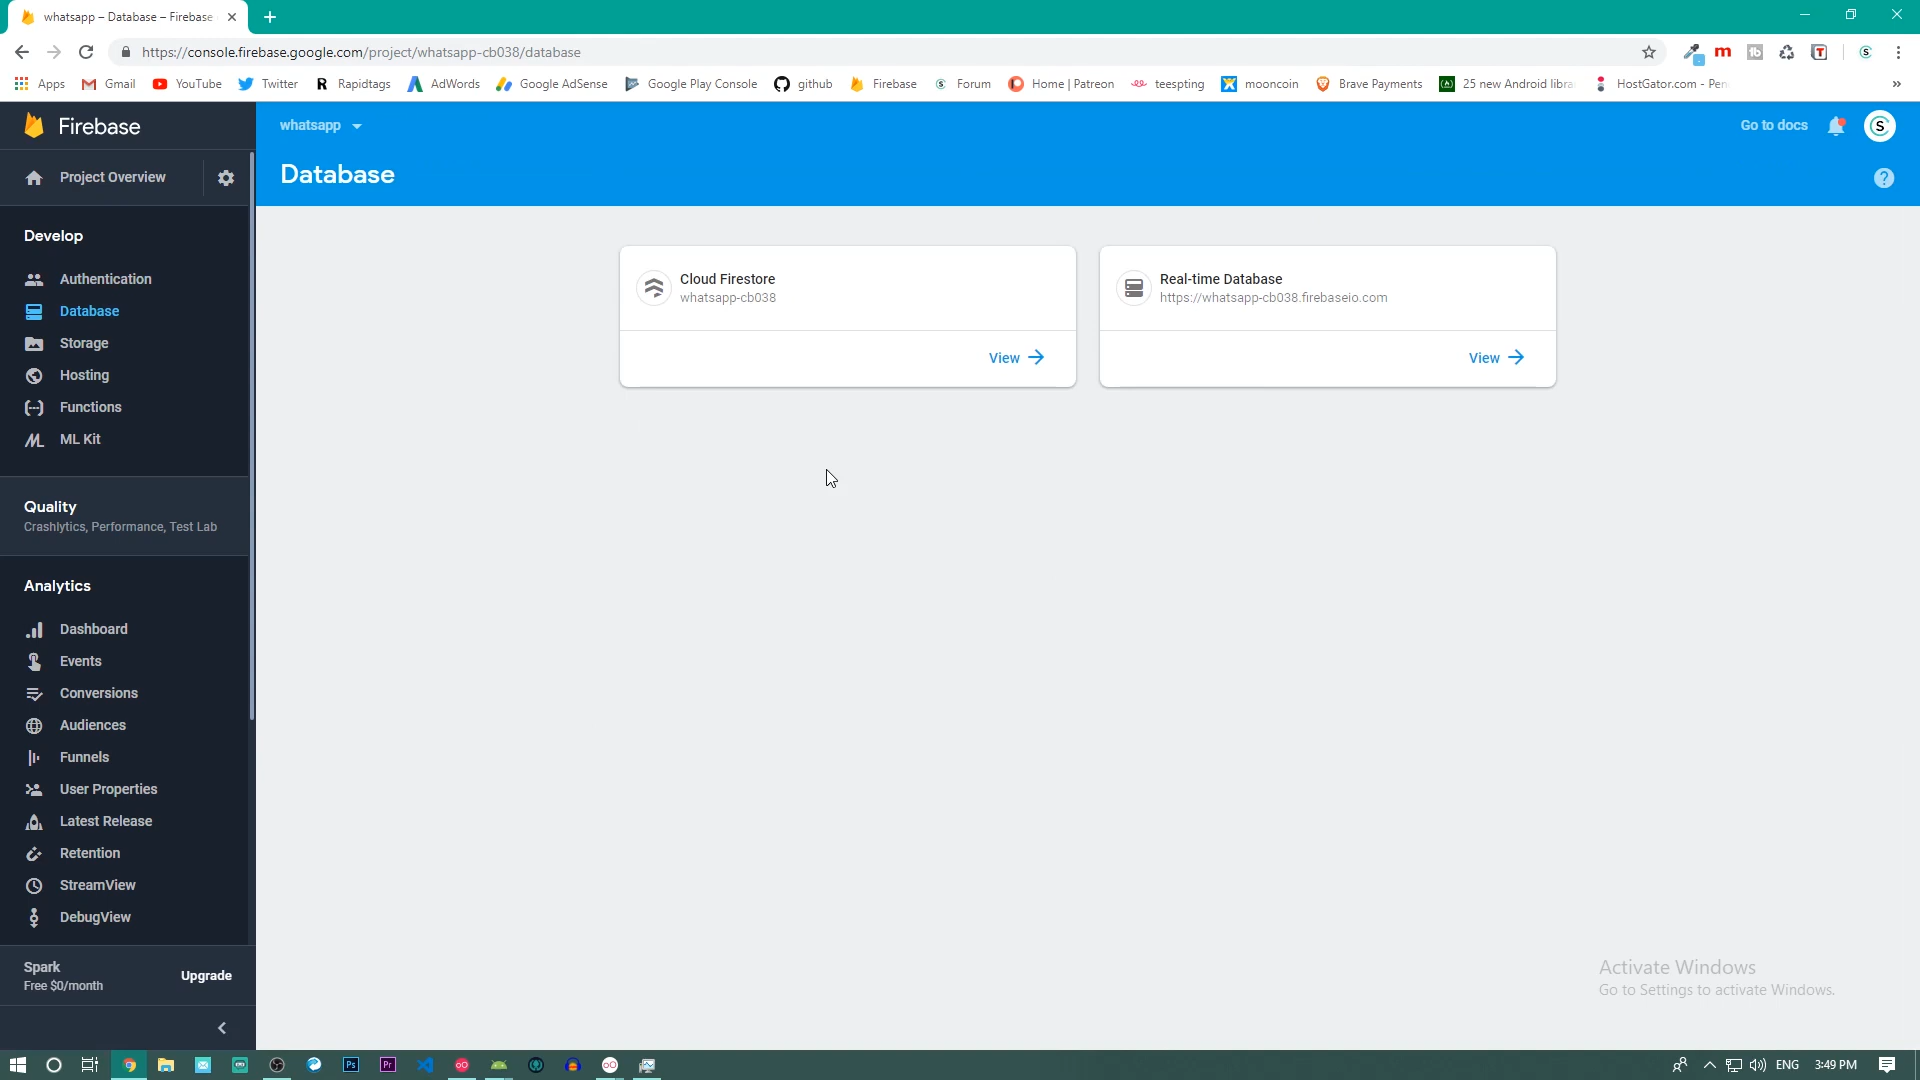 whatsapp – Database – Firebase
https://console.firebase.google.com/project/whatsapp-cb038/database
Apps
Gmail
YouTube
Twitter
Rapidtags
AdWords
Google AdSense
Google Play Console
github
Firebase
Forum
Home | Patreon
teespting
mooncoin
Brave Payments
25 new Android libra
HostGator.com - Pen
Firebase
whatsapp
Go to docs
S
Project Overview
Database
Develop
Authentication
Database
Storage
Hosting
Functions
ML Kit
Cloud Firestore
whatsapp-cb038
View
Real-time Database
https://whatsapp-cb038.firebaseio.com
View
Quality
Crashlytics, Performance, Test Lab
Analytics
Dashboard
Events
Conversions
Audiences
Funnels
User Properties
Latest Release
Retention
StreamView
DebugView
Spark
Free $0/month
Upgrade
Activate Windows
Go to Settings to activate Windows.
Ps
Pr
ENG
3:49 PM